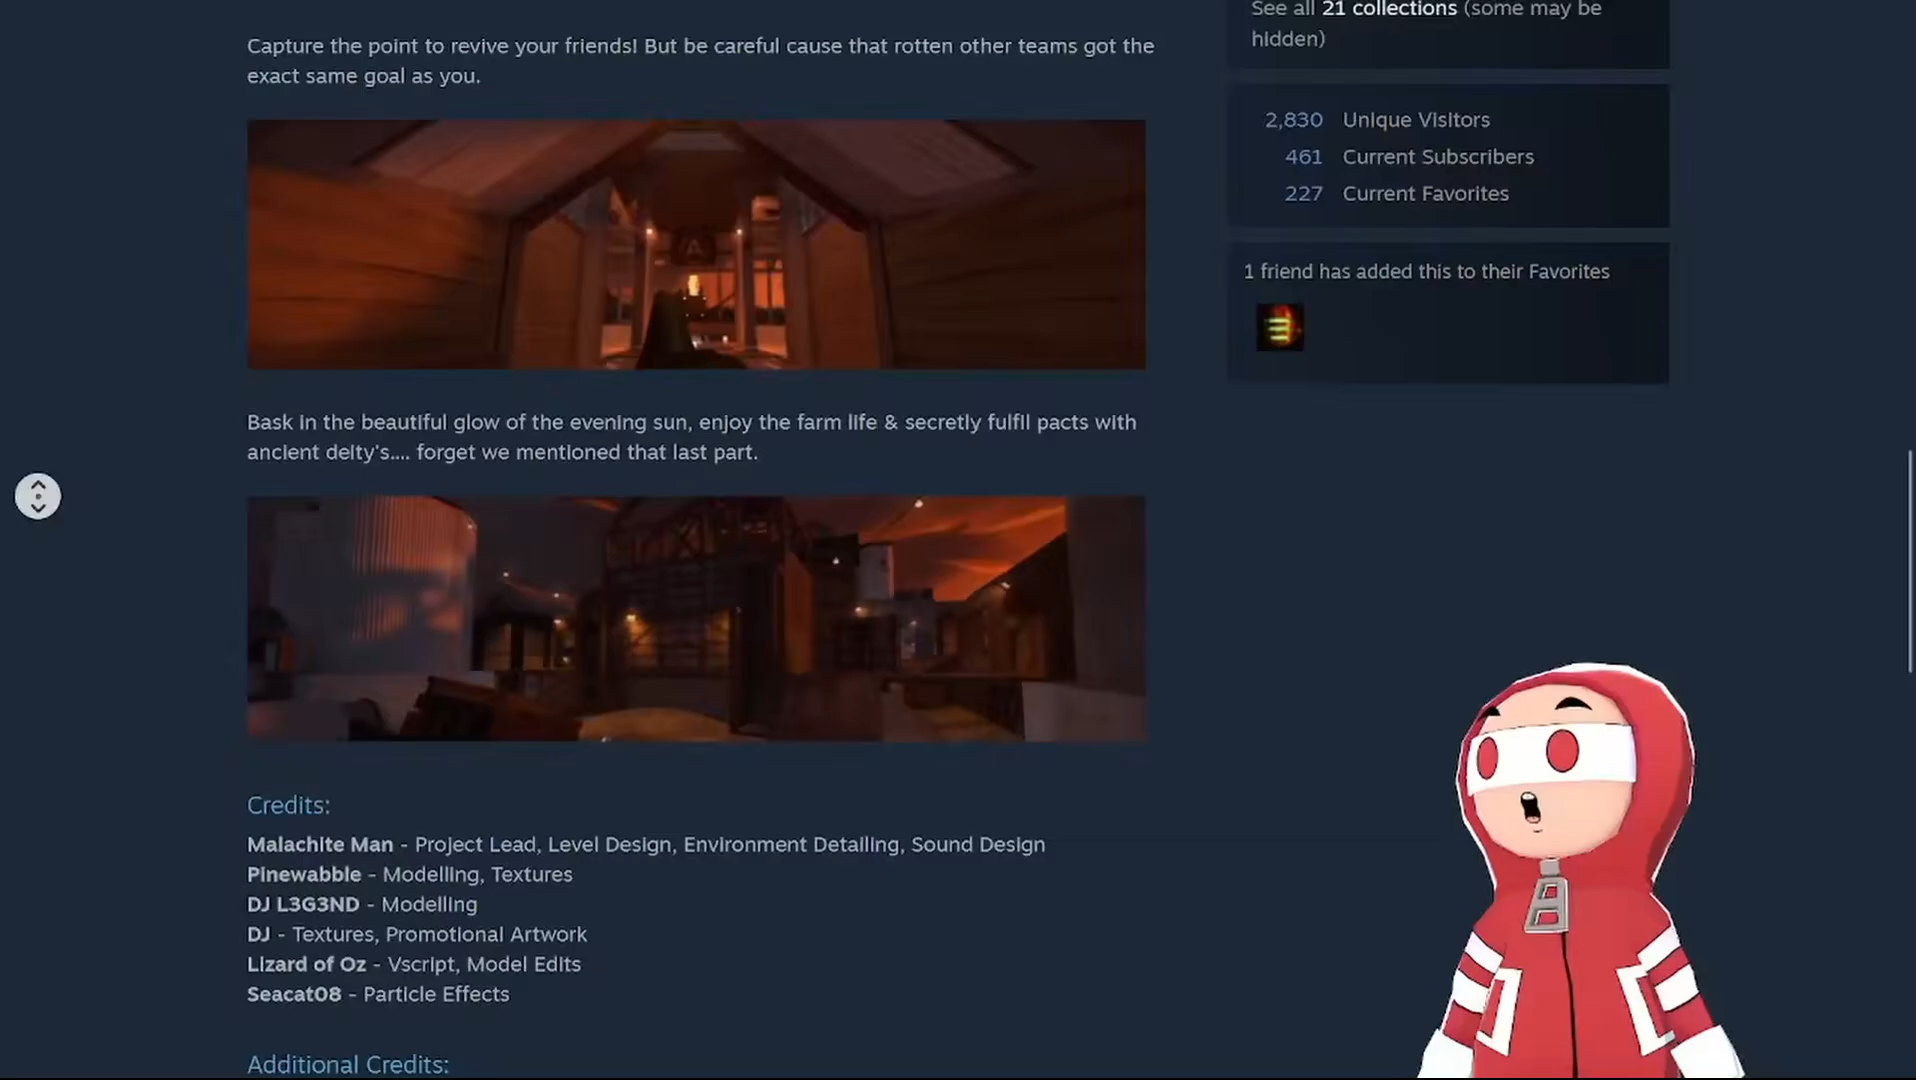 Capture the point to revive your friends! But be careful cause that rotten other teams got the
exact same goal as you.
Bask in the beautiful glow of the evening sun, enjoy the farm life & secretly fulfil pacts with
ancient deity's.... forget we mentioned that last part.
Credits:
Malachite Man - Project Lead, Level Design, Environment Detailing, Sound Design
Pinewabble - Modelling, Textures
DJ L3G3ND - Modelling
DJ - Textures, Promotional Artwork
Lizard of Oz - Vscript, Model Edits
Seacat08 - Particle Effects
Additional Credits:
See all 21 collections (some may be
hidden)
2,830 Unique Visitors
461 Current Subscribers
227 Current Favorites
1 friend has added this to their Favorites